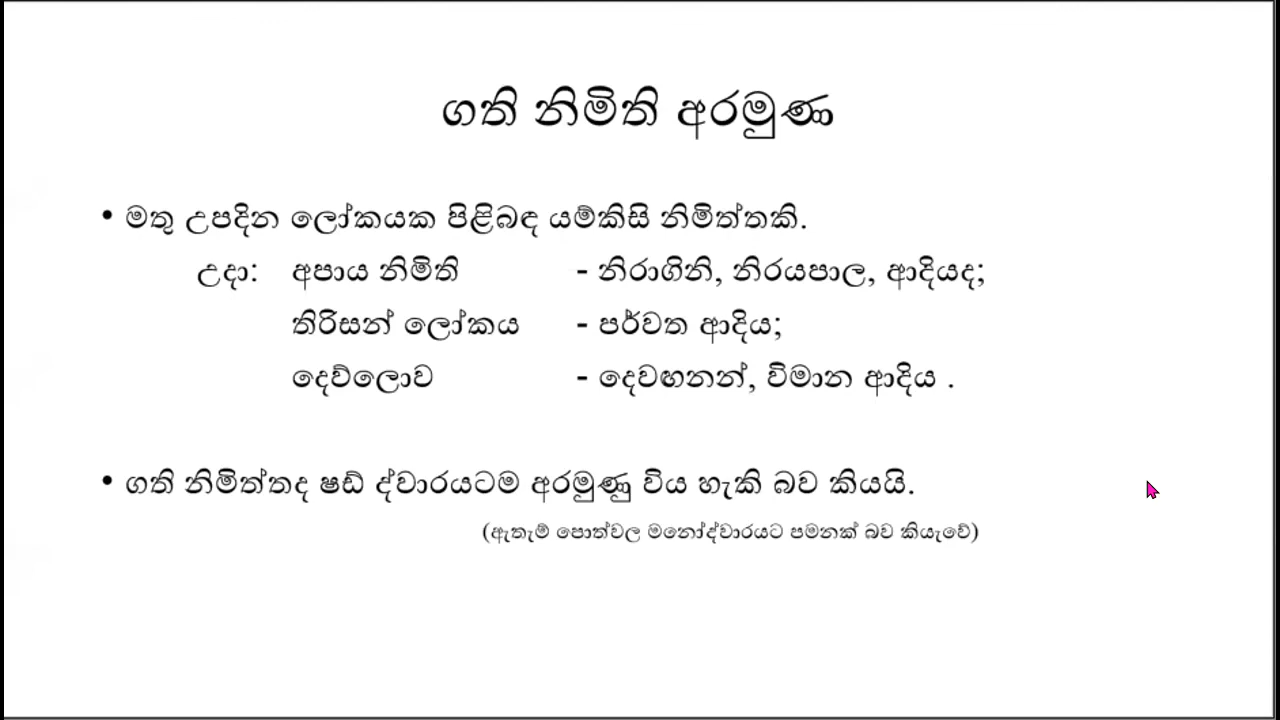 ගති නිමිති අරමුණ
• මතු උපදින ලෝකයක පිළිබඳ යම්කිසි නිමිත්තකි.
උදා: අපාය නිමිති - නිරාගිනි, නිරයපාල, ආදියද;
තිරිසන් ලෝකය - පර්වත ආදිය;
දෙව්ලොව - දෙවඟනන්, විමාන ආදිය .
• ගති නිමිත්තද ෂඩ් ද්වාරයටම අරමුණු විය හැකි බව කියයි.
(ඇතැම් පොත්වල මනෝද්වාරයට පමනක් බව කියැවේ)